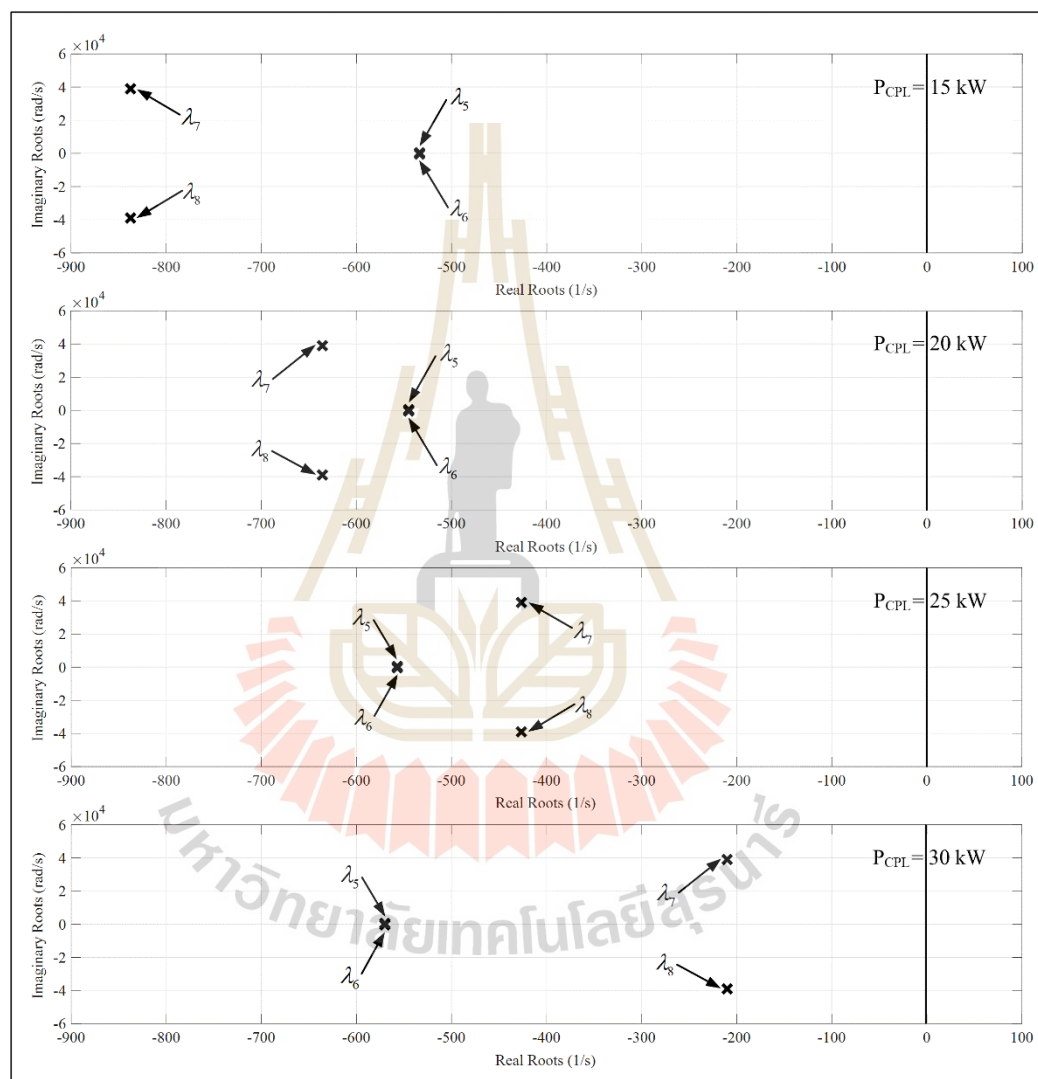 ×10⁴
6
P_CPL = 15 kW
4
λ₅
2
λ₇
0
-2
λ₈
λ₆
-4
-6
-900 -800 -700 -600 -500 -400 -300 -200 -100 0 100
Real Roots (1/s)
Imaginary Roots (rad/s)
×10⁴
6
P_CPL = 20 kW
4
λ₅
2
λ₇
0
-2
λ₈
λ₆
-4
-6
-900 -800 -700 -600 -500 -400 -300 -200 -100 0 100
Real Roots (1/s)
Imaginary Roots (rad/s)
×10⁴
6
P_CPL = 25 kW
4
λ₅
2
λ₇
0
-2
λ₈
λ₆
-4
-6
-900 -800 -700 -600 -500 -400 -300 -200 -100 0 100
Real Roots (1/s)
Imaginary Roots (rad/s)
×10⁴
6
P_CPL = 30 kW
4
λ₅
2
λ₇
0
-2
λ₈
λ₆
-4
-6
-900 -800 -700 -600 -500 -400 -300 -200 -100 0 100
Real Roots (1/s)
Imaginary Roots (rad/s)
มหาวิทยาลัยเทคโนโลยีสุรนารี